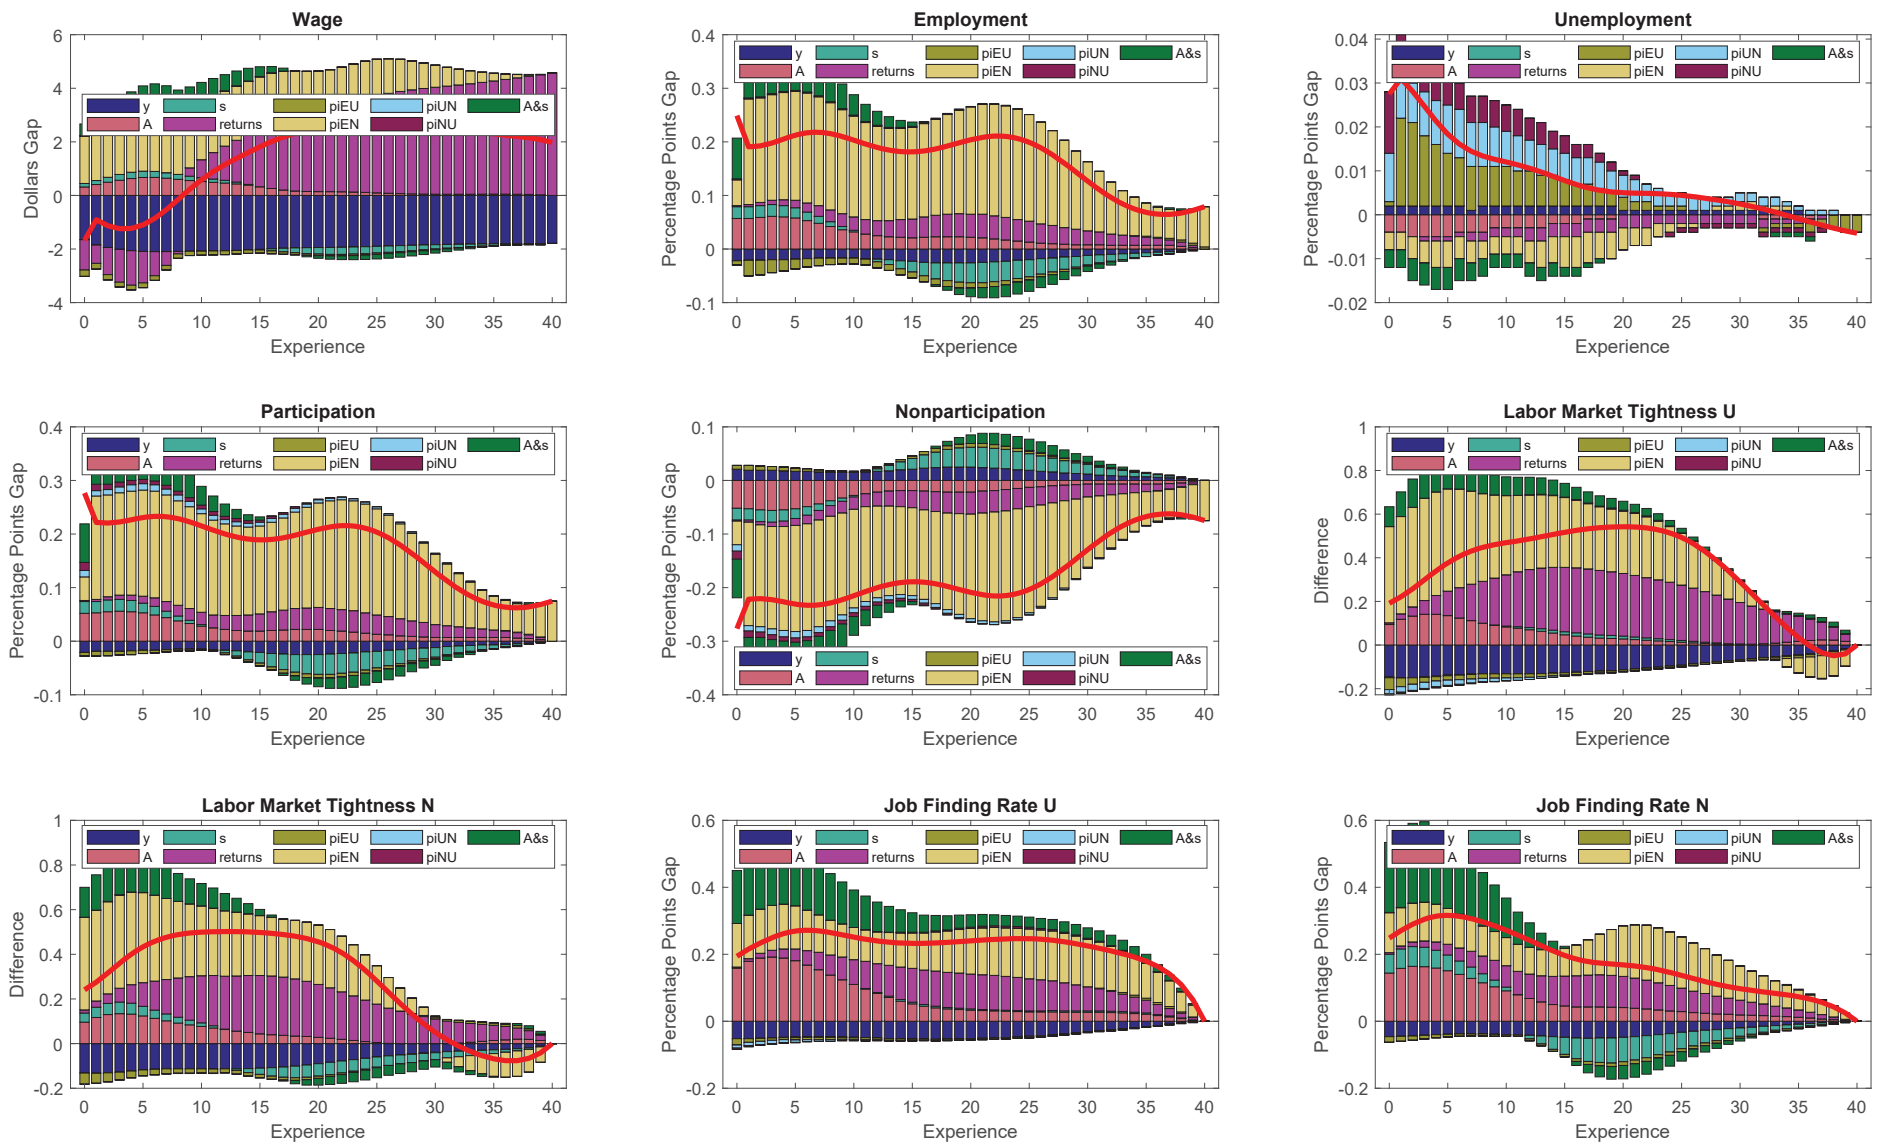 Wage
Dollars Gap
6
4
2
0
-2
-4
y s piEU piUN A&s
A returns piEN piNU
0 5 10 15 20 25 30 35 40
Experience
Employment
Percentage Points Gap
0.4
0.3
0.2
0.1
0
-0.1
y s piEU piUN A&s
A returns piEN piNU
0 5 10 15 20 25 30 35 40
Experience
Unemployment
Percentage Points Gap
0.04
0.03
0.02
0.01
0
-0.01
-0.02
y s piEU piUN A&s
A returns piEN piNU
0 5 10 15 20 25 30 35 40
Experience
Participation
Percentage Points Gap
0.4
0.3
0.2
0.1
0
-0.1
y s piEU piUN A&s
A returns piEN piNU
0 5 10 15 20 25 30 35 40
Experience
Nonparticipation
Percentage Points Gap
0.1
0
-0.1
-0.2
-0.3
-0.4
y s piEU piUN A&s
A returns piEN piNU
0 5 10 15 20 25 30 35 40
Experience
Labor Market Tightness U
Difference
1
0.8
0.6
0.4
0.2
0
-0.2
y s piEU piUN A&s
A returns piEN piNU
0 5 10 15 20 25 30 35 40
Experience
Labor Market Tightness N
Difference
1
0.8
0.6
0.4
0.2
0
-0.2
y s piEU piUN A&s
A returns piEN piNU
0 5 10 15 20 25 30 35 40
Experience
Job Finding Rate U
Percentage Points Gap
0.6
0.4
0.2
0
-0.2
y s piEU piUN A&s
A returns piEN piNU
0 5 10 15 20 25 30 35 40
Experience
Job Finding Rate N
Percentage Points Gap
0.6
0.4
0.2
0
-0.2
y s piEU piUN A&s
A returns piEN piNU
0 5 10 15 20 25 30 35 40
Experience